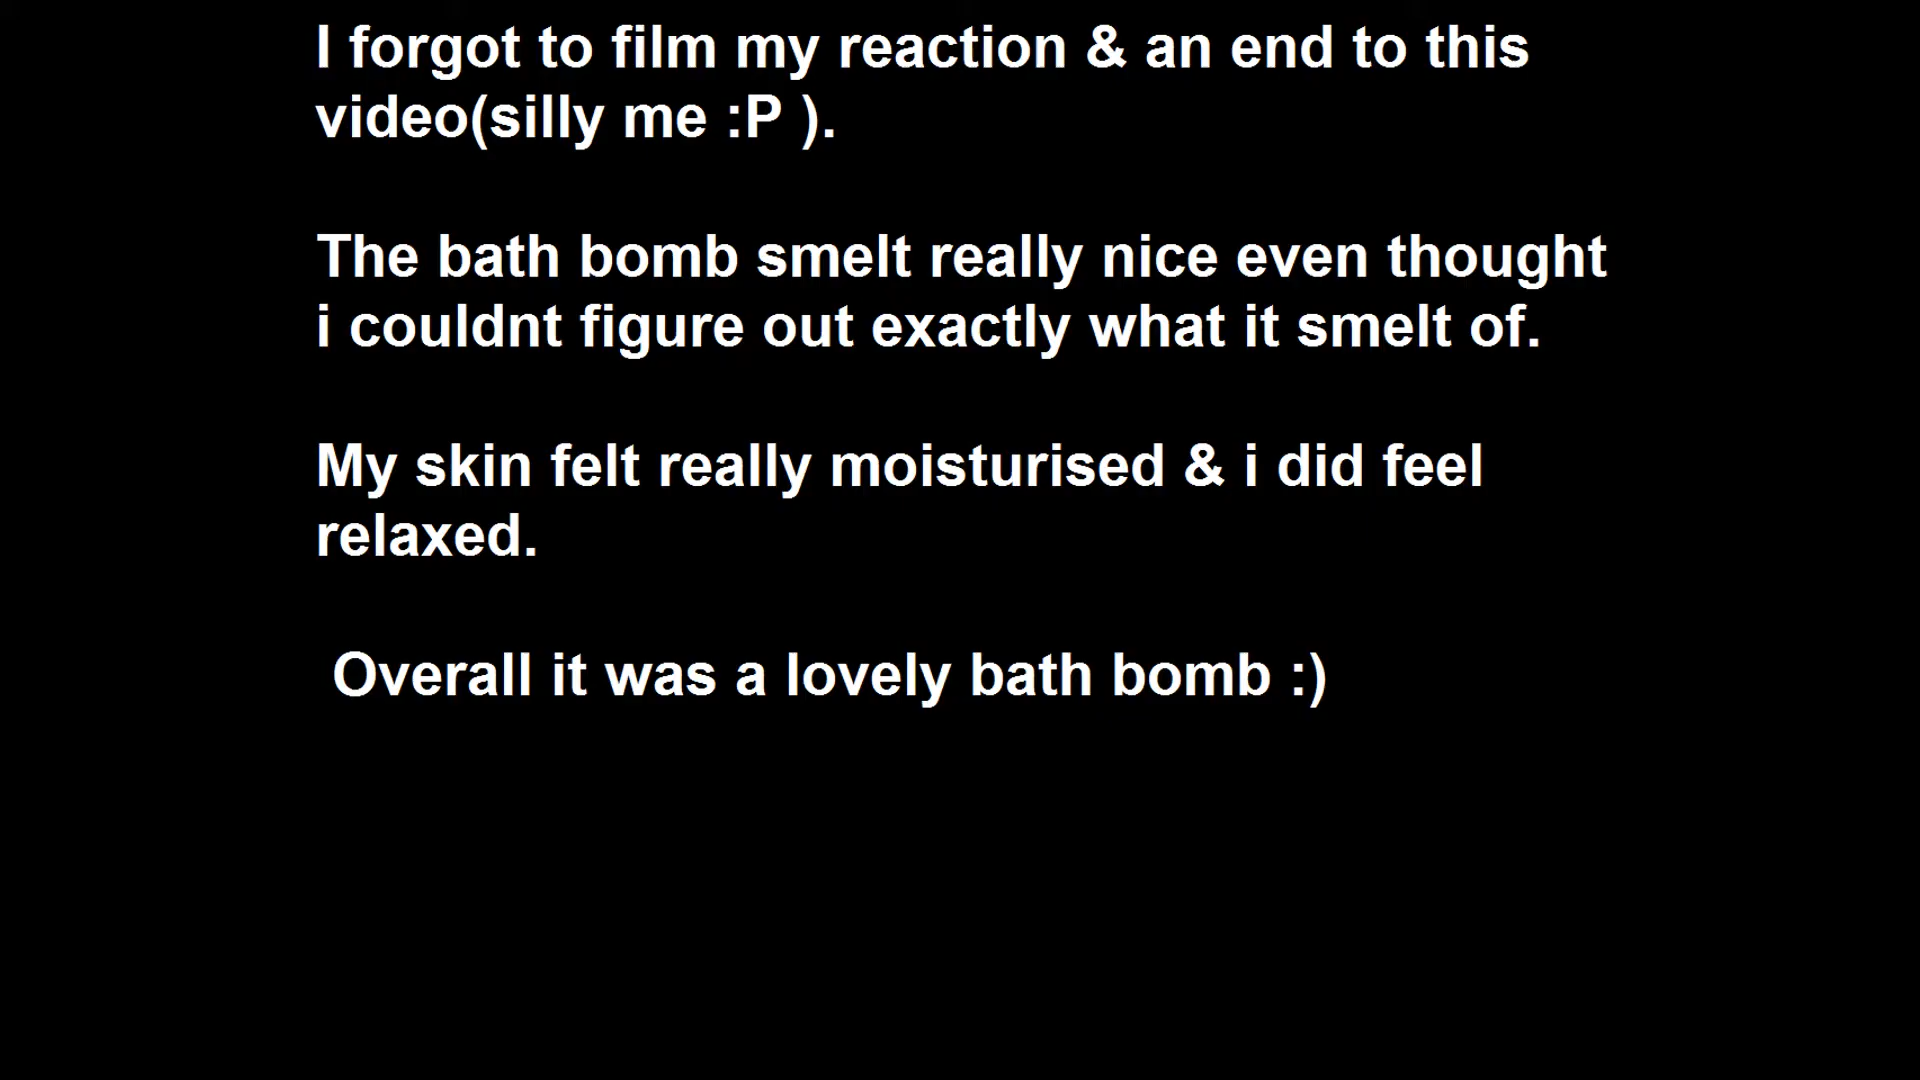 I forgot to film my reaction & an end to this
video(silly me :P ).
The bath bomb smelt really nice even thought
i couldnt figure out exactly what it smelt of.
My skin felt really moisturised & i did feel
relaxed.
Overall it was a lovely bath bomb :)